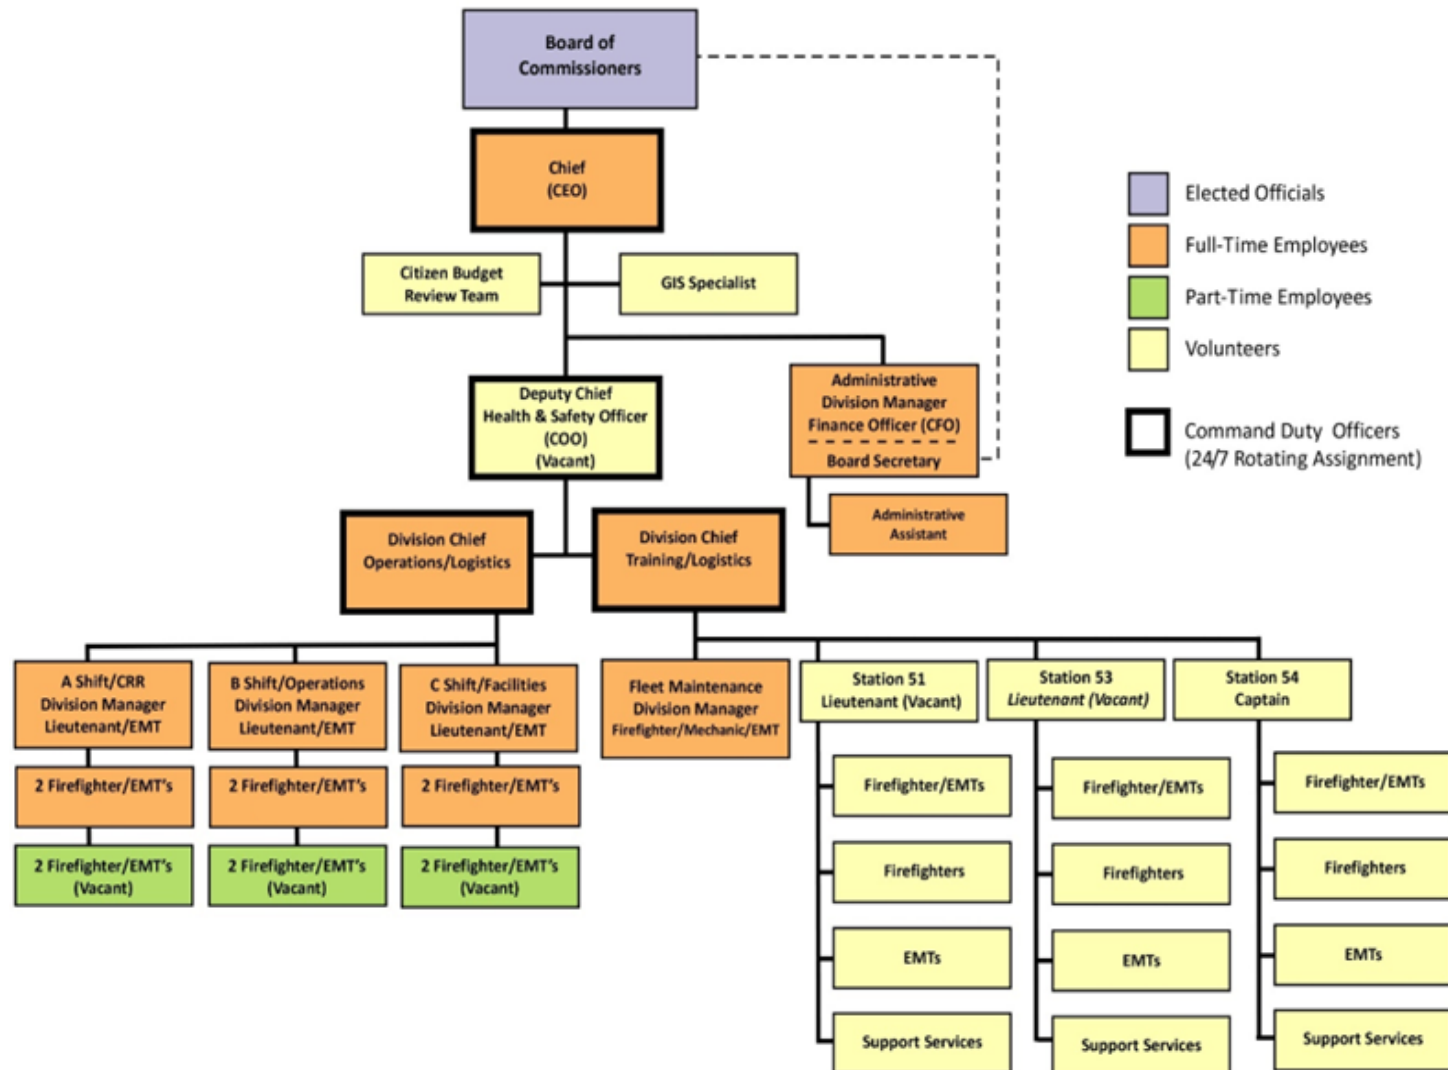 Board of
Commissioners
Chief
(CEO)
Citizen Budget
Review Team
GIS Specialist
Deputy Chief
Health & Safety Officer
(COO)
(Vacant)
Administrative
Division Manager
Finance Officer (CFO)
Board Secretary
Administrative
Assistant
Division Chief
Operations/Logistics
Division Chief
Training/Logistics
A Shift/CRR
Division Manager
Lieutenant/EMT
B Shift/Operations
Division Manager
Lieutenant/EMT
C Shift/Facilities
Division Manager
Lieutenant/EMT
2 Firefighter/EMT's
2 Firefighter/EMT's
2 Firefighter/EMT's
2 Firefighter/EMT's
(Vacant)
2 Firefighter/EMT's
(Vacant)
2 Firefighter/EMT's
(Vacant)
Fleet Maintenance
Division Manager
Firefighter/Mechanic/EMT
Station 51
Lieutenant (Vacant)
Firefighter/EMTs
Firefighters
EMTs
Support Services
Station 53
Lieutenant (Vacant)
Firefighter/EMTs
Firefighters
EMTs
Support Services
Station 54
Captain
Firefighter/EMTs
Firefighters
EMTs
Support Services
Elected Officials
Full-Time Employees
Part-Time Employees
Volunteers
Command Duty Officers
(24/7 Rotating Assignment)